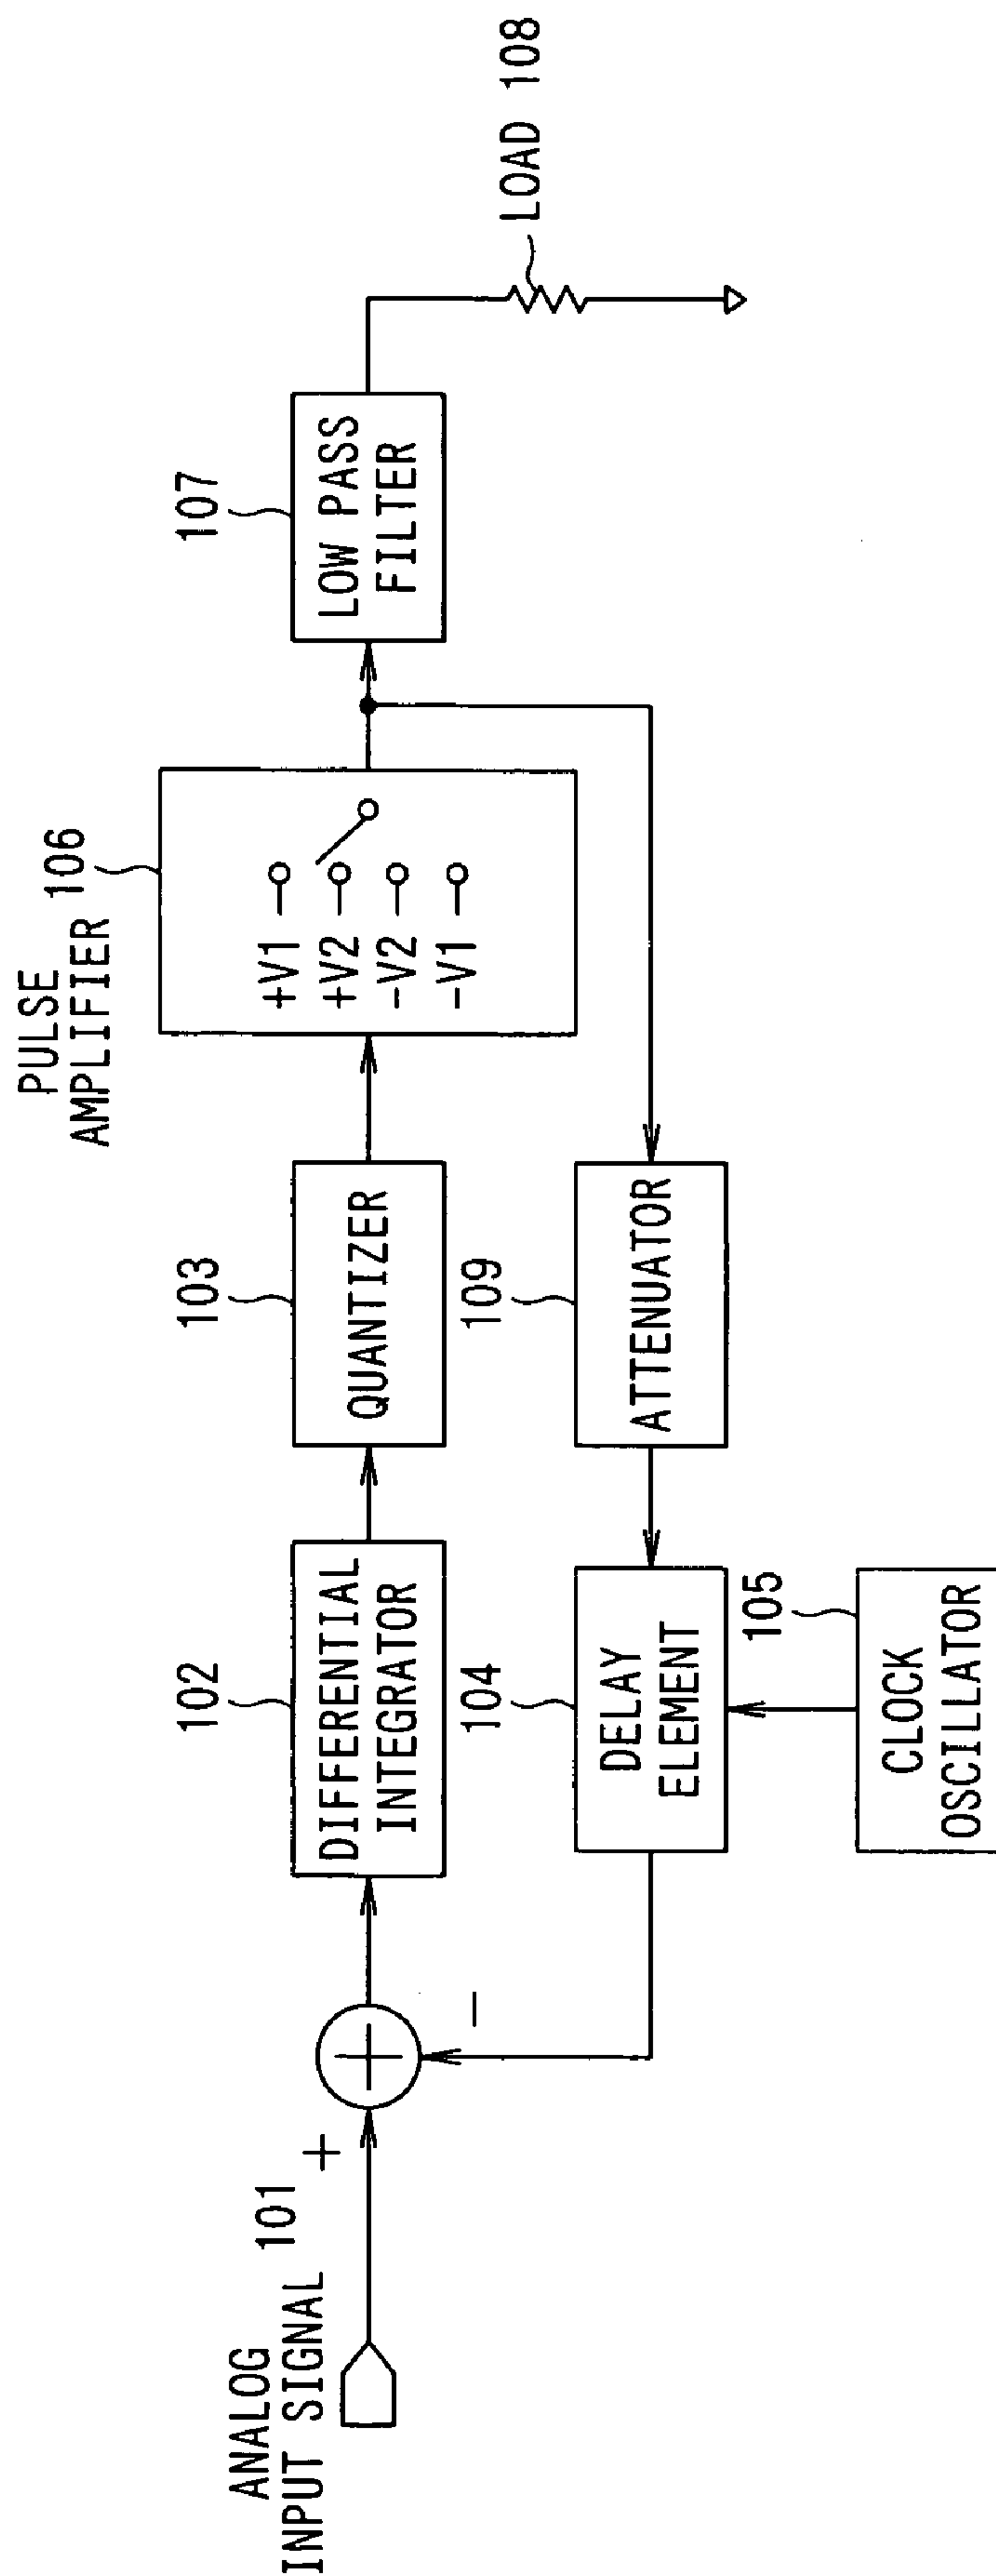 ANALOG
INPUT SIGNAL 101
+
−
102
DIFFERENTIAL
INTEGRATOR
103
QUANTIZER
PULSE
AMPLIFIER 106
+V1
+V2
-V2
-V1
107
LOW PASS
FILTER
LOAD 108
104
DELAY
ELEMENT
109
ATTENUATOR
105
CLOCK
OSCILLATOR